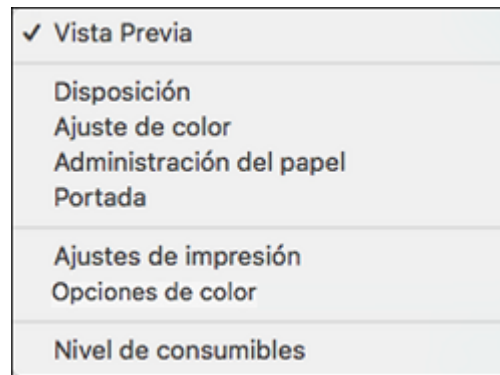 ✓ Vista Previa
Disposición
Ajuste de color
Administración del papel
Portada
Ajustes de impresión
Opciones de color
Nivel de consumibles